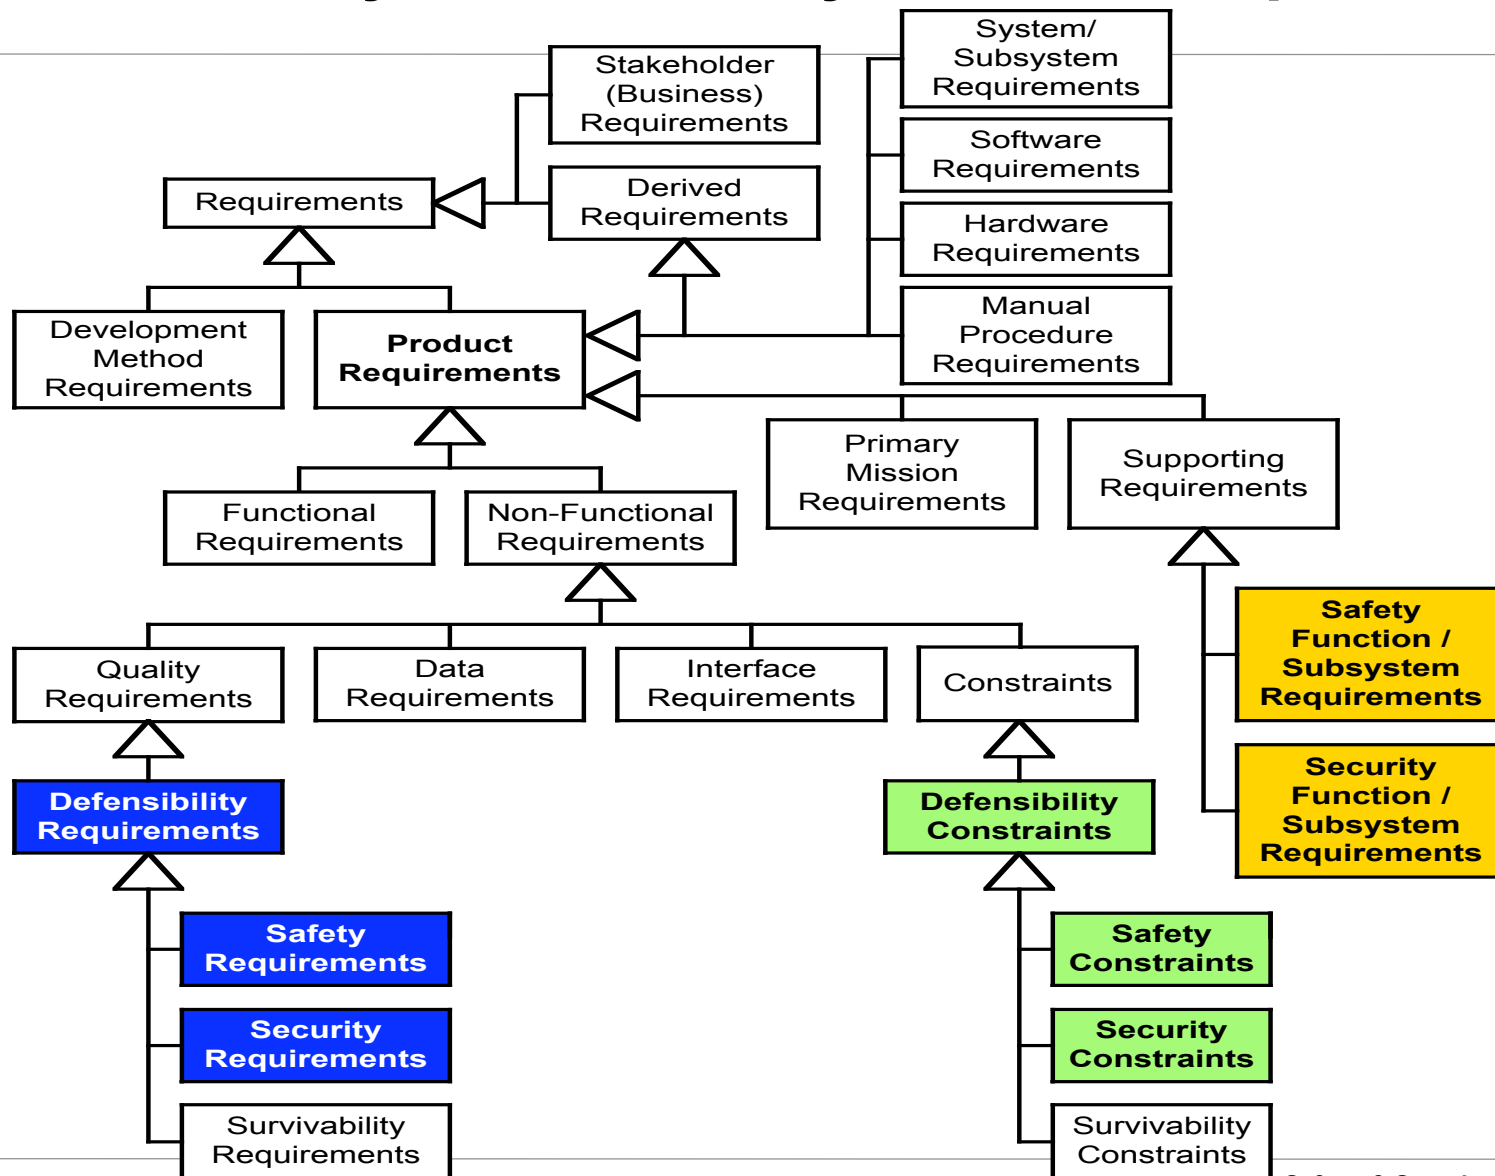 System/
Subsystem
Requirements
Stakeholder
(Business)
Requirements
Software
Requirements
Requirements
Derived
Requirements
Hardware
Requirements
Development
Method
Requirements
Product
Requirements
Manual
Procedure
Requirements
Primary
Mission
Requirements
Supporting
Requirements
Functional
Requirements
Non-Functional
Requirements
Safety
Function /
Subsystem
Requirements
Quality
Requirements
Data
Requirements
Interface
Requirements
Constraints
Security
Function /
Subsystem
Requirements
Defensibility
Requirements
Defensibility
Constraints
Safety
Requirements
Safety
Constraints
Security
Requirements
Security
Constraints
Survivability
Requirements
Survivability
Constraints